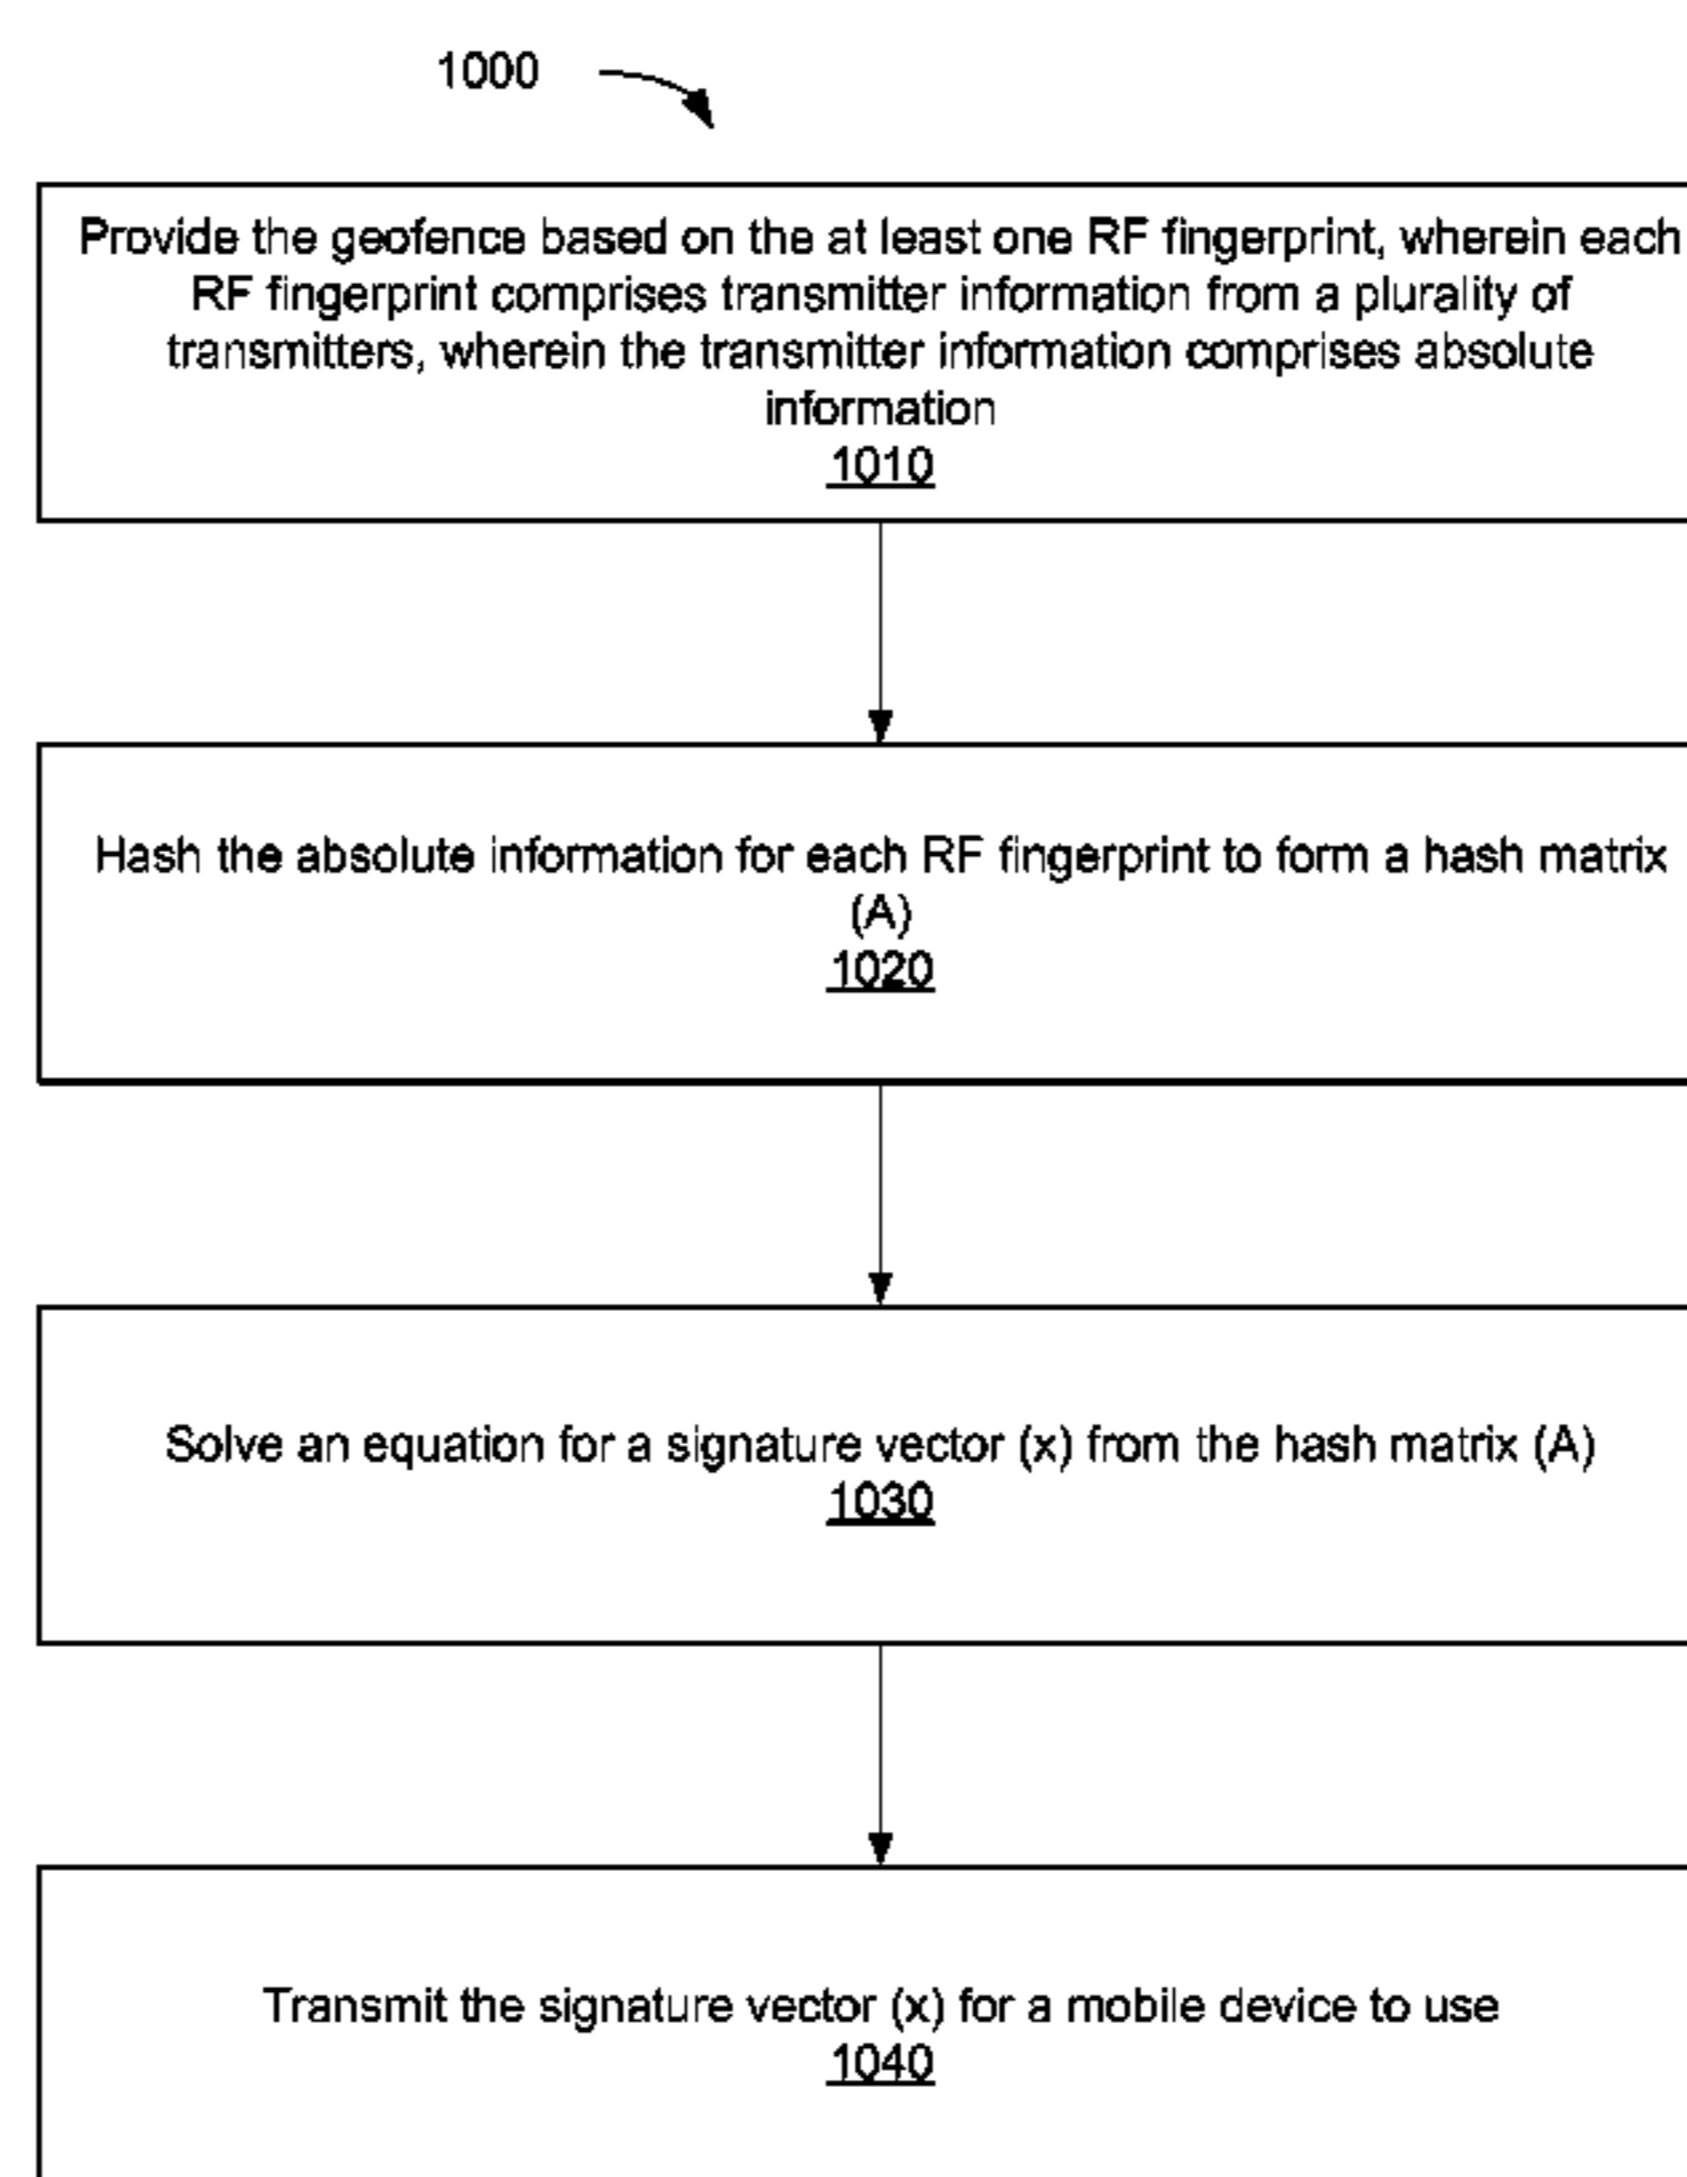 1000
Provide the geofence based on the at least one RF fingerprint, wherein each
RF fingerprint comprises transmitter information from a plurality of
transmitters, wherein the transmitter information comprises absolute
information
1010
Hash the absolute information for each RF fingerprint to form a hash matrix
(A)
1020
Solve an equation for a signature vector (x) from the hash matrix (A)
1030
Transmit the signature vector (x) for a mobile device to use
1040